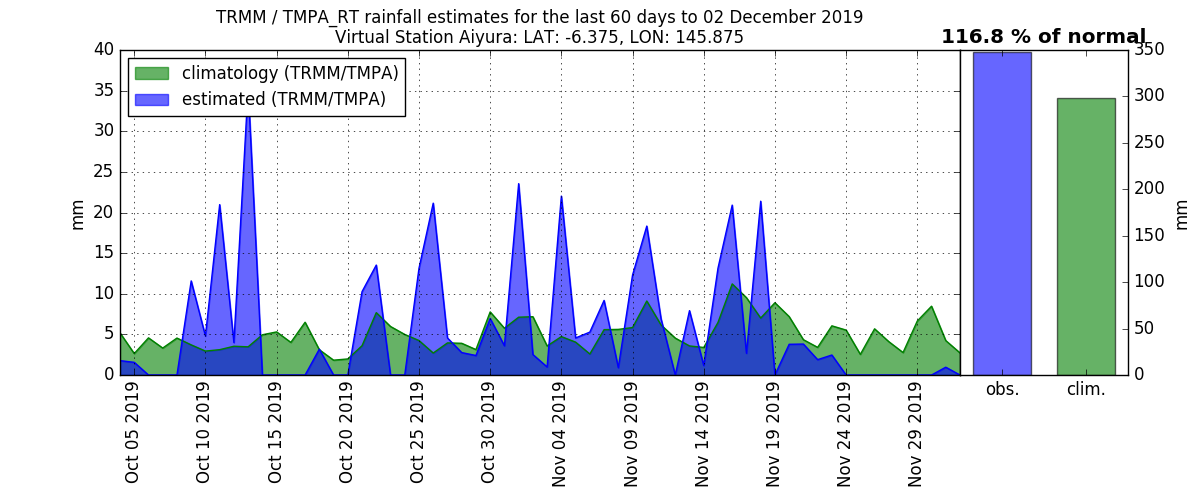 TRMM / TMPA_RT rainfall estimates for the last 60 days to 02 December 2019
Virtual Station Aiyura: LAT: -6.375, LON: 145.875
116.8 % of normal
climatology (TRMM/TMPA)
estimated (TRMM/TMPA)
mm
40
35
30
25
20
15
10
5
0
Oct 05 2019
Oct 10 2019
Oct 15 2019
Oct 20 2019
Oct 25 2019
Oct 30 2019
Nov 04 2019
Nov 09 2019
Nov 14 2019
Nov 19 2019
Nov 24 2019
Nov 29 2019
obs.
clim.
350
300
250
200
150
100
50
0
mm